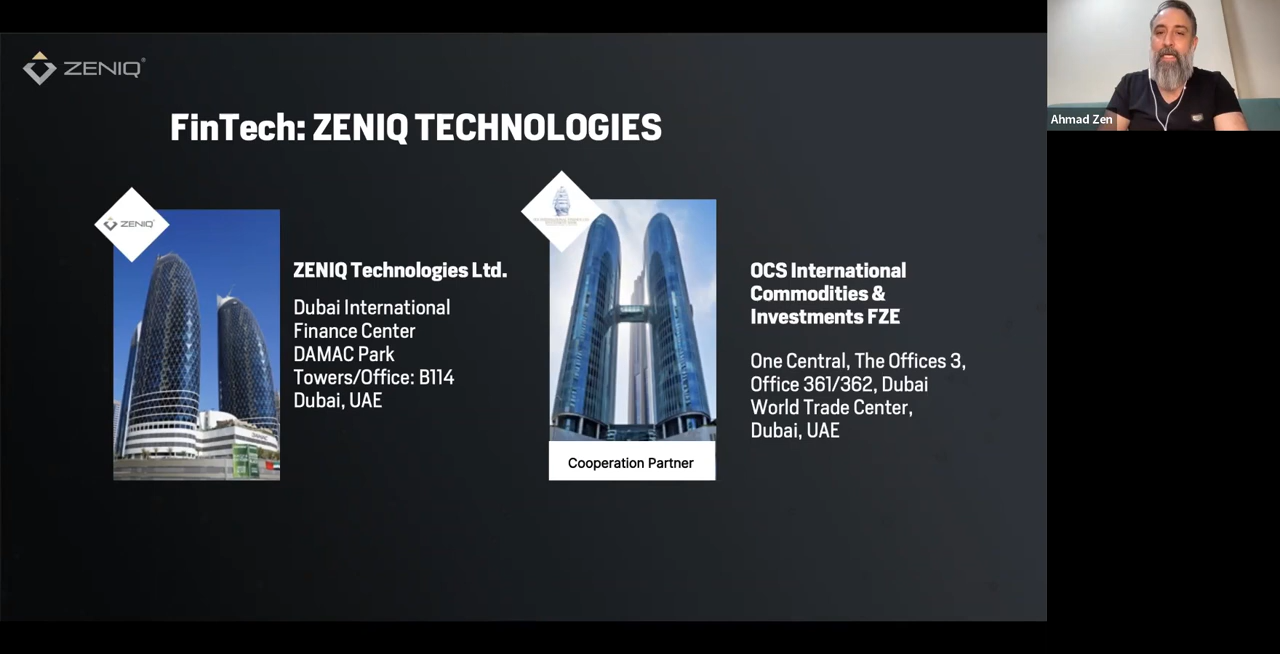 ZENIQ®
FinTech: ZENIQ TECHNOLOGIES
ZENIQ
ZENIQ Technologies Ltd.
Dubai International
Finance Center
DAMAC Park
Towers/Office: B114
Dubai, UAE
Cooperation Partner
OCS International
Commodities &
Investments FZE
One Central, The Offices 3,
Office 361/362, Dubai
World Trade Center,
Dubai, UAE
Ahmad Zen